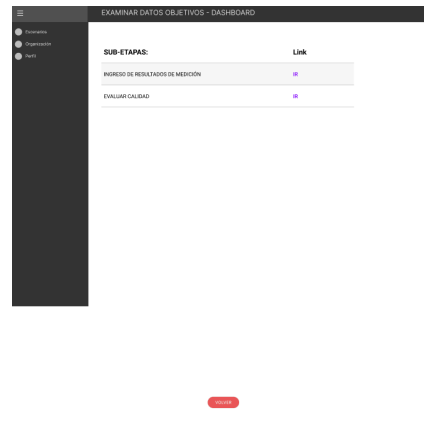 EXAMINAR DATOS OBJETIVOS - DASHBOARD
Escenarios
Organización
Perfil
SUB-ETAPAS: Link
INGRESO DE RESULTADOS DE MEDICIÓN IR
EVALUAR CALIDAD IR
VOLVER